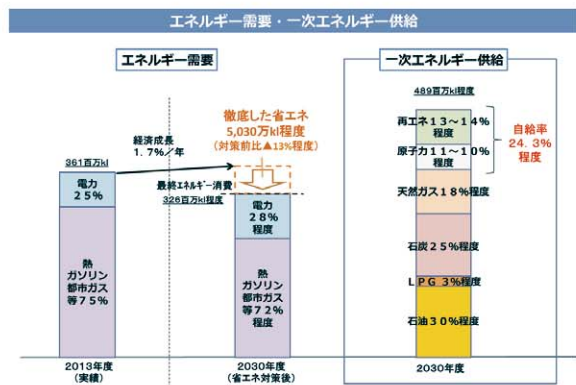 エネルギー需要・一次エネルギー供給
エネルギー需要
361百万kl
電力
25%
熱
ガソリン
都市ガス
等75%
2013年度
(実績)
経済成長
1.7%/年
徹底した省エネ
5,030万kl程度
(対策前比▲13%程度)
最終エネルギー消費
326百万kl程度
電力
28%
程度
熱
ガソリン
都市ガス
等72%
程度
2030年度
(省エネ対策後)
一次エネルギー供給
489百万kl程度
再エネ13~14%
程度
原子力11~10%
程度
天然ガス18%程度
石炭25%程度
LPG 3%程度
石油30%程度
2030年度
自給率
24.3%
程度